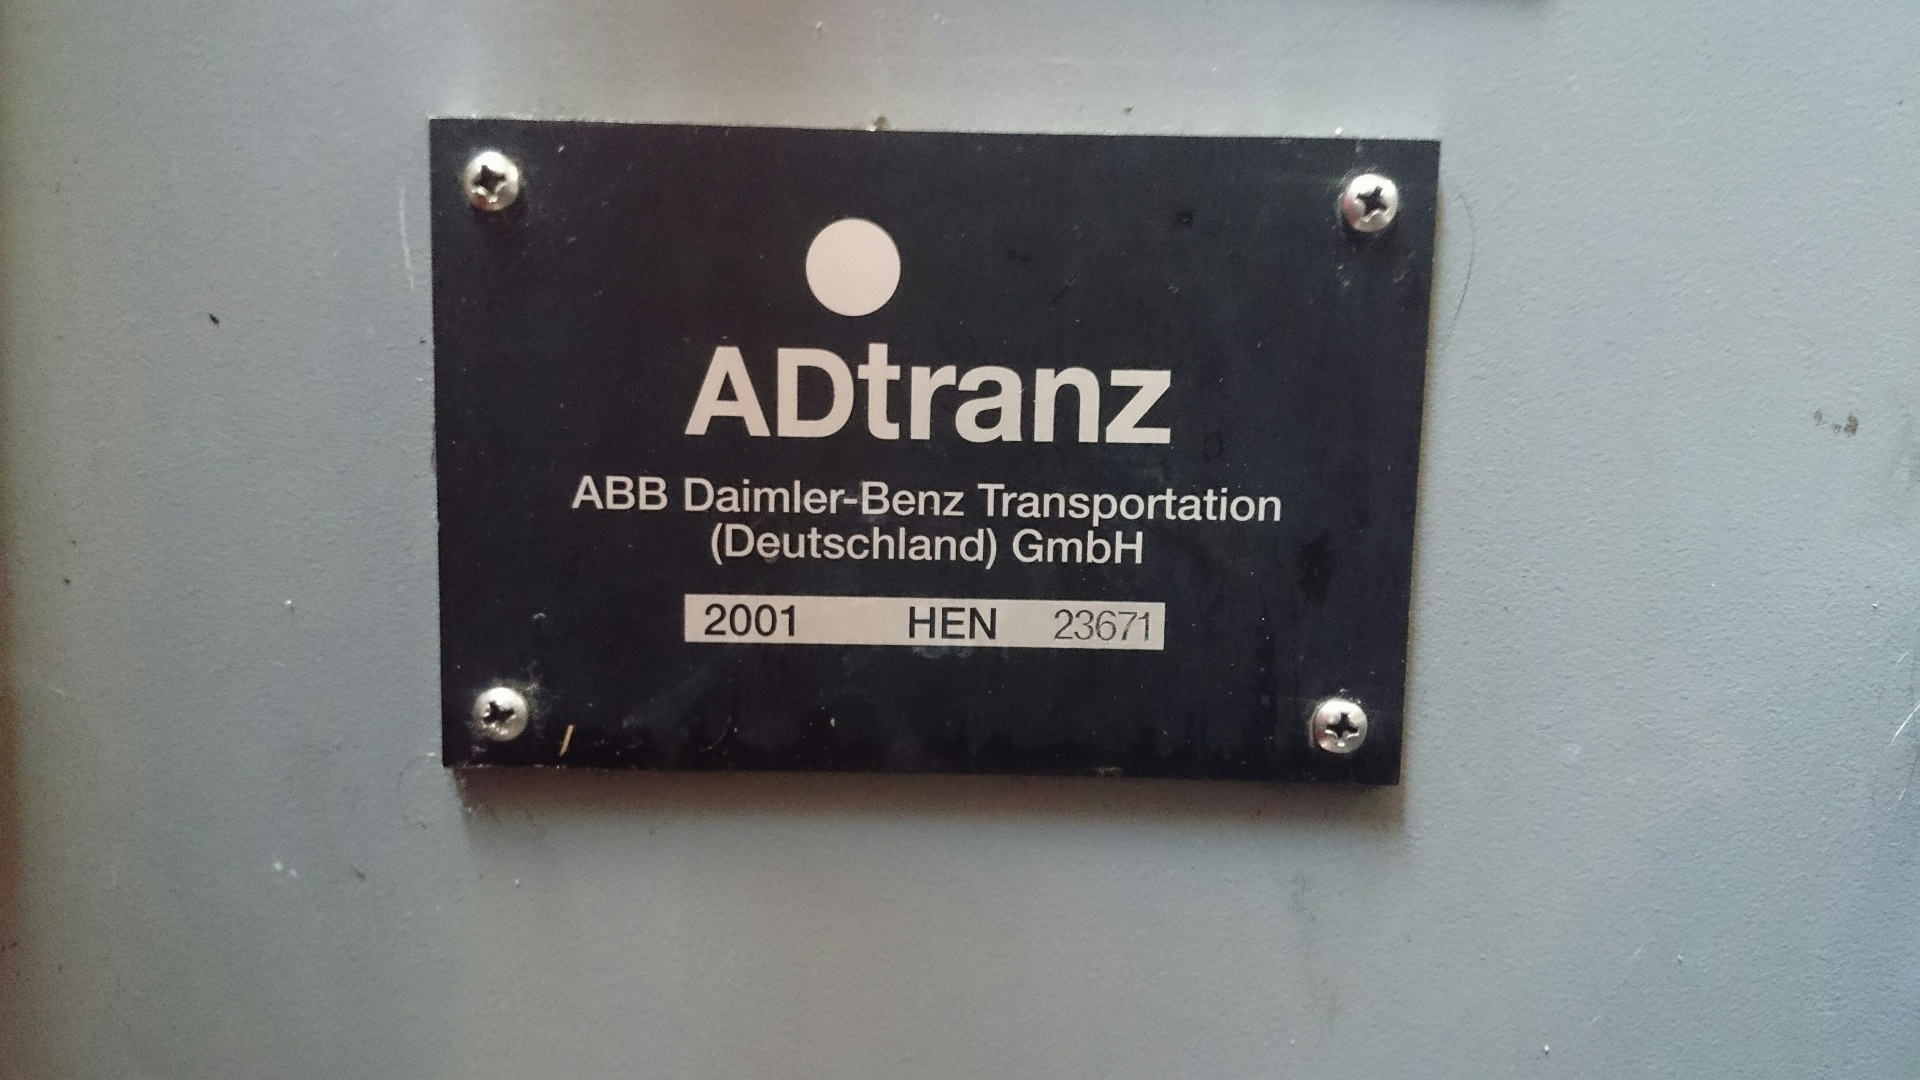 ADtranz
ABB Daimler-Benz Transportation
(Deutschland) GmbH
2001 HEN 23671